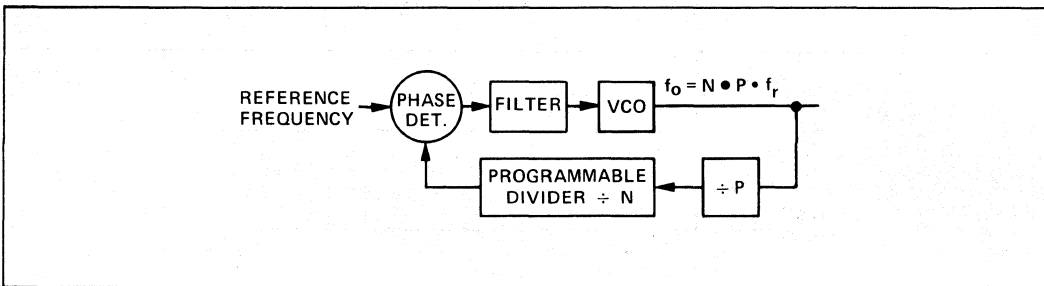 REFERENCE
FREQUENCY
PHASE
DET.
FILTER
VCO
fo = N • P • fr
PROGRAMMABLE
DIVIDER ÷ N
÷ P